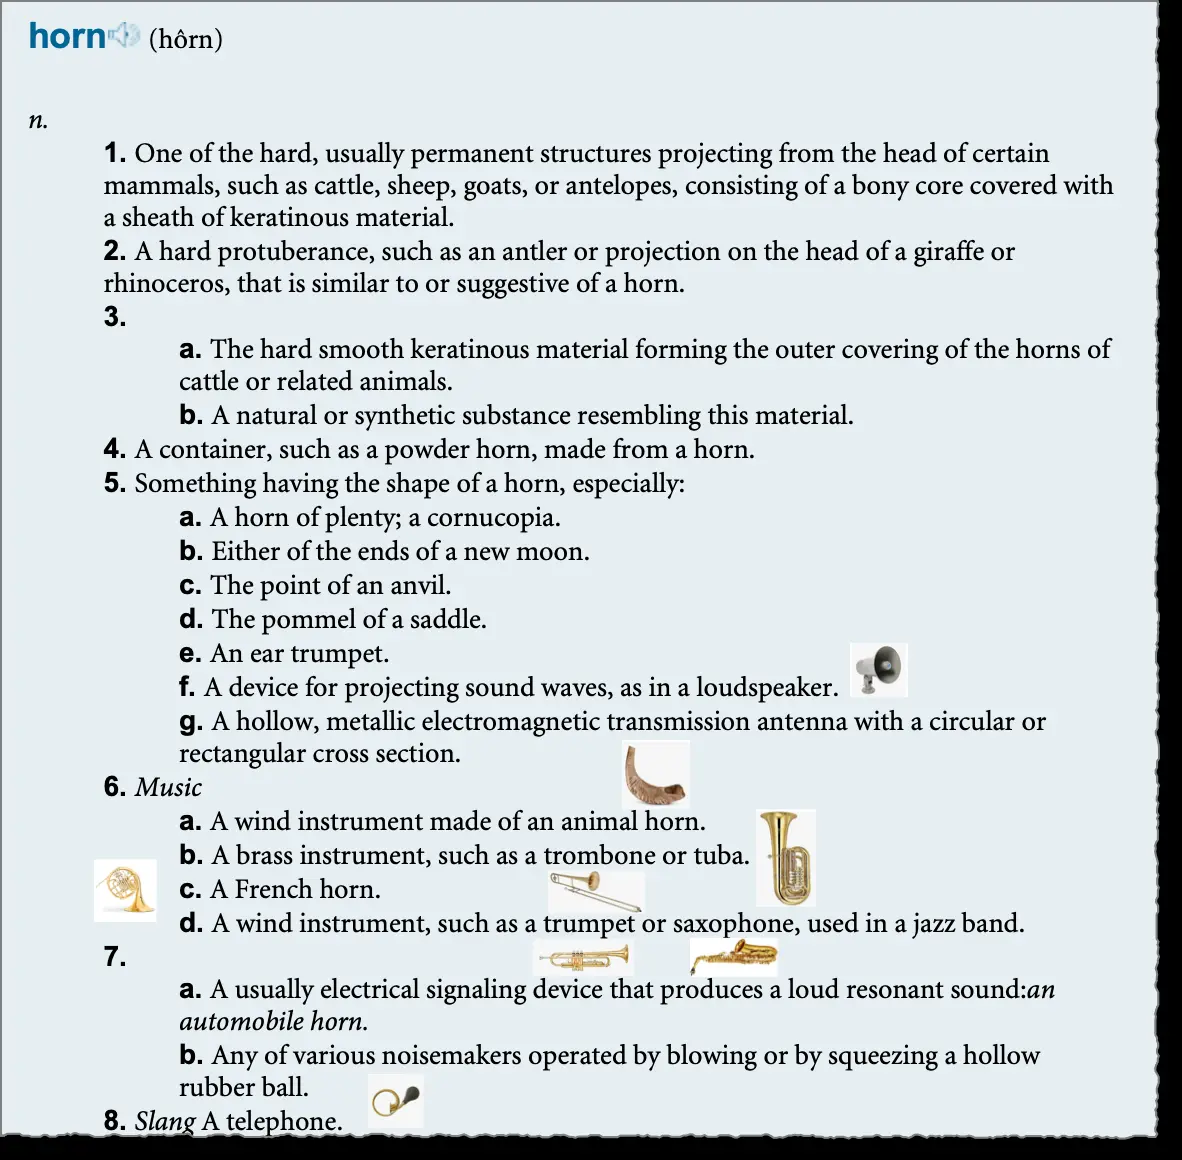 horn (hôrn)
n.
1. One of the hard, usually permanent structures projecting from the head of certain
mammals, such as cattle, sheep, goats, or antelopes, consisting of a bony core covered with
a sheath of keratinous material.
2. A hard protuberance, such as an antler or projection on the head of a giraffe or
rhinoceros, that is similar to or suggestive of a horn.
3.
a. The hard smooth keratinous material forming the outer covering of the horns of
cattle or related animals.
b. A natural or synthetic substance resembling this material.
4. A container, such as a powder horn, made from a horn.
5. Something having the shape of a horn, especially:
a. A horn of plenty; a cornucopia.
b. Either of the ends of a new moon.
c. The point of an anvil.
d. The pommel of a saddle.
e. An ear trumpet.
f. A device for projecting sound waves, as in a loudspeaker.
g. A hollow, metallic electromagnetic transmission antenna with a circular or
rectangular cross section.
6. Music
a. A wind instrument made of an animal horn.
b. A brass instrument, such as a trombone or tuba.
c. A French horn.
d. A wind instrument, such as a trumpet or saxophone, used in a jazz band.
7.
a. A usually electrical signaling device that produces a loud resonant sound:an
automobile horn.
b. Any of various noisemakers operated by blowing or by squeezing a hollow
rubber ball.
8. Slang A telephone.